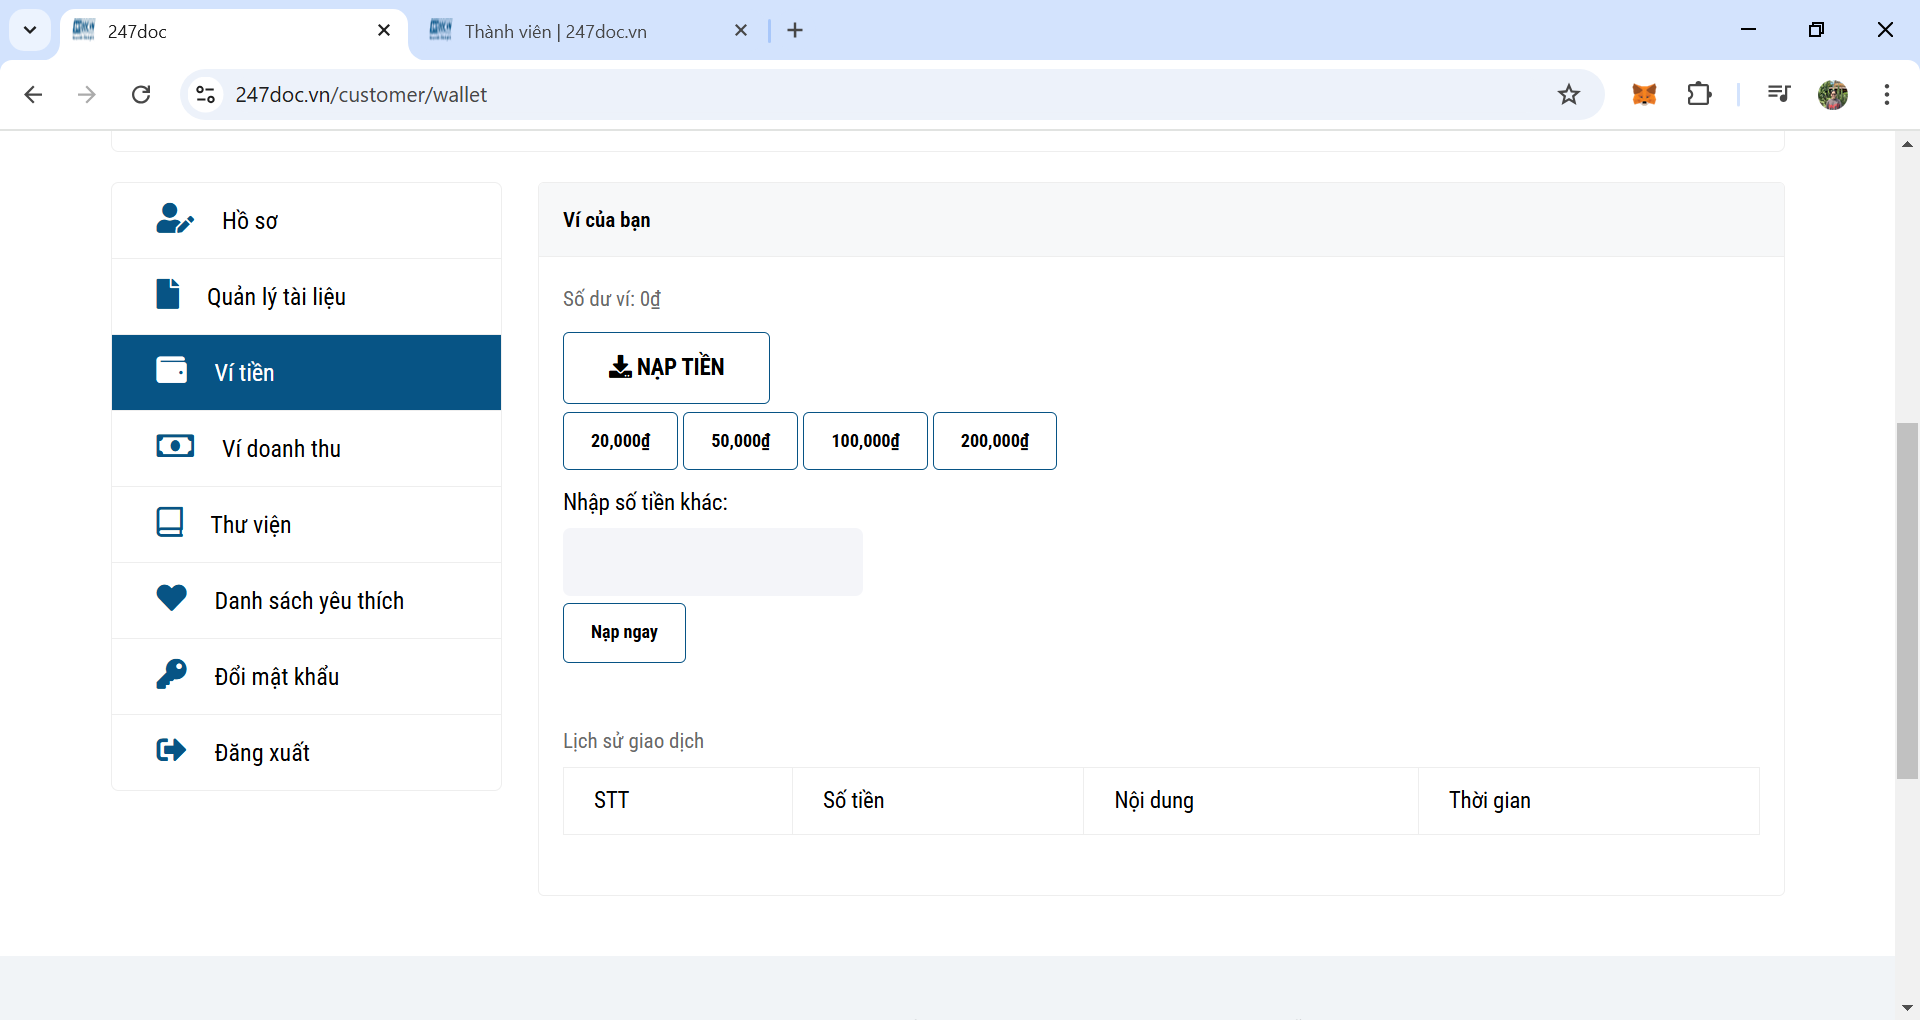 247doc
Thành viên | 247doc.vn
247doc.vn/customer/wallet
Hồ sơ
Quản lý tài liệu
Ví tiền
Ví doanh thu
Thư viện
Danh sách yêu thích
Đổi mật khẩu
Đăng xuất
Ví của bạn
Số dư ví: 0₫
NẠP TIỀN
20,000₫ 50,000₫ 100,000₫ 200,000₫
Nhập số tiền khác:
Nạp ngay
Lịch sử giao dịch
STT Số tiền Nội dung Thời gian